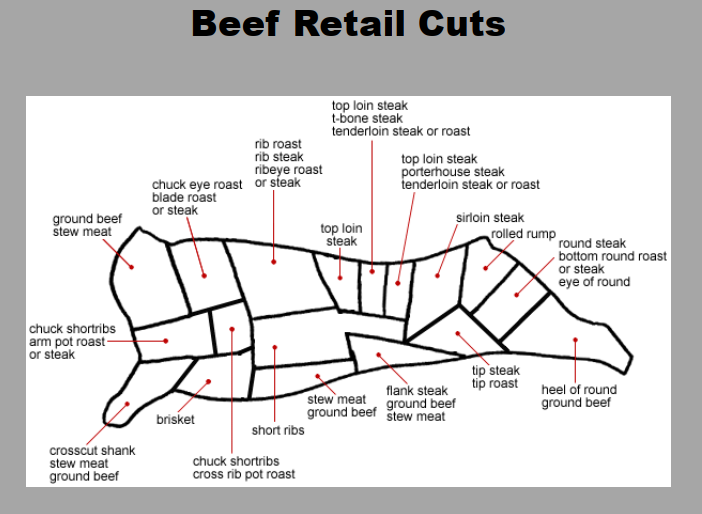 Beef Retail Cuts
top loin steak
t-bone steak
tenderloin steak or roast
rib roast
rib steak
ribeye roast
or steak
top loin steak
porterhouse steak
tenderloin steak or roast
chuck eye roast
blade roast
or steak
ground beef
stew meat
top loin
steak
sirloin steak
rolled rump
round steak
bottom round roast
or steak
eye of round
chuck shortribs
arm pot roast
or steak
tip steak
tip roast
heel of round
ground beef
flank steak
ground beef
stew meat
stew meat
ground beef
brisket
short ribs
crosscut shank
stew meat
ground beef
chuck shortribs
cross rib pot roast